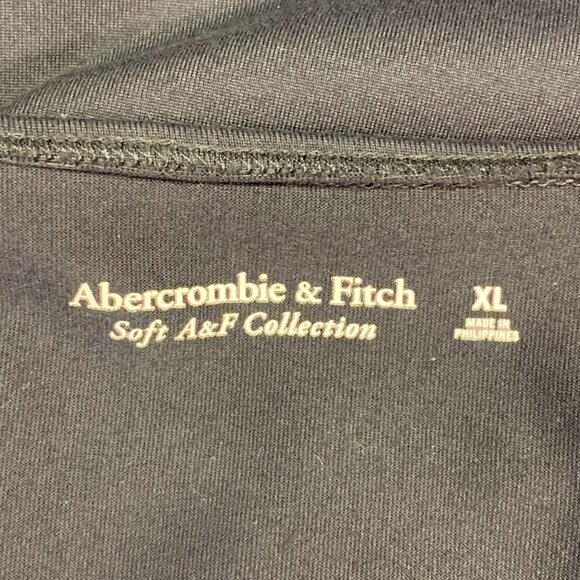 Abercrombie & Fitch
Soft A&F Collection
XL
MADE IN
PHILIPPINES